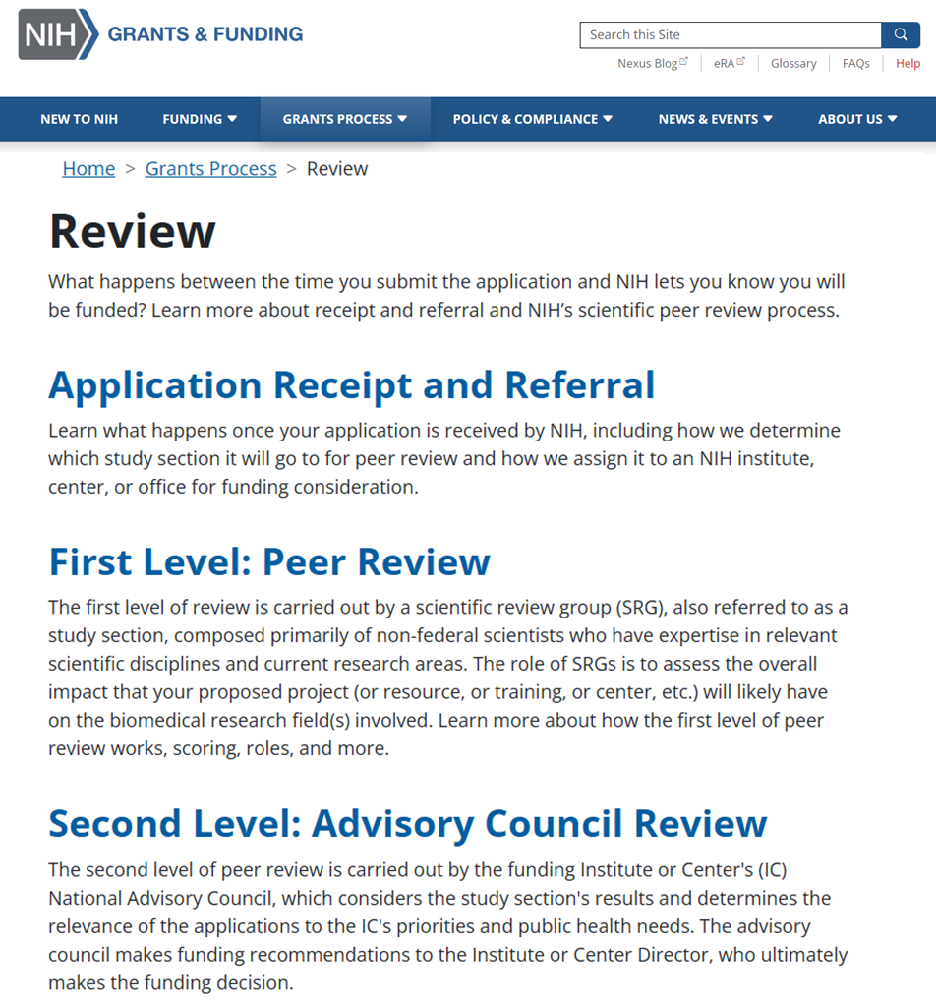 NIH GRANTS & FUNDING
Search this Site
Nexus Blog eRA Glossary FAQs Help
NEW TO NIH FUNDING GRANTS PROCESS POLICY & COMPLIANCE NEWS & EVENTS ABOUT US
Home > Grants Process > Review
Review
What happens between the time you submit the application and NIH lets you know you will
be funded? Learn more about receipt and referral and NIH’s scientific peer review process.
Application Receipt and Referral
Learn what happens once your application is received by NIH, including how we determine
which study section it will go to for peer review and how we assign it to an NIH institute,
center, or office for funding consideration.
First Level: Peer Review
The first level of review is carried out by a scientific review group (SRG), also referred to as a
study section, composed primarily of non-federal scientists who have expertise in relevant
scientific disciplines and current research areas. The role of SRGs is to assess the overall
impact that your proposed project (or resource, or training, or center, etc.) will likely have
on the biomedical research field(s) involved. Learn more about how the first level of peer
review works, scoring, roles, and more.
Second Level: Advisory Council Review
The second level of peer review is carried out by the funding Institute or Center's (IC)
National Advisory Council, which considers the study section's results and determines the
relevance of the applications to the IC's priorities and public health needs. The advisory
council makes funding recommendations to the Institute or Center Director, who ultimately
makes the funding decision.